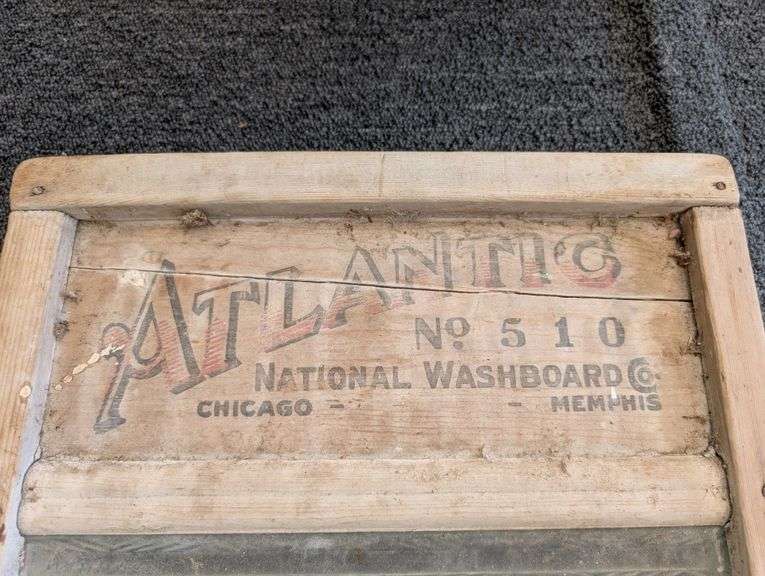 ATLANTIC
No 510
NATIONAL WASHBOARD Co.
CHICAGO - - MEMPHIS